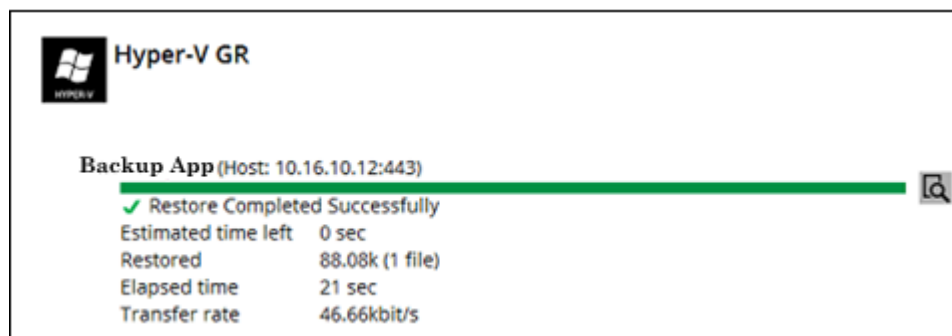 Hyper-V GR
HYPER-V
Backup App (Host: 10.16.10.12:443)
Restore Completed Successfully
Estimated time left 0 sec
Restored 88.08k (1 file)
Elapsed time 21 sec
Transfer rate 46.66kbit/s